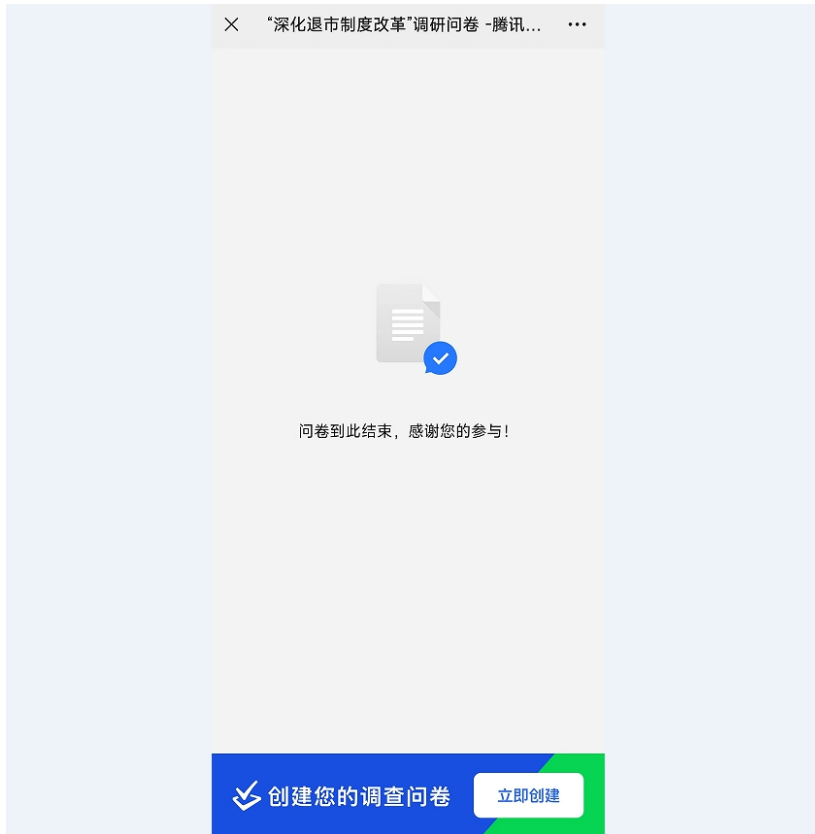 “深化退市制度改革”调研问卷 -腾讯...
问卷到此结束，感谢您的参与！
创建您的调查问卷
立即创建